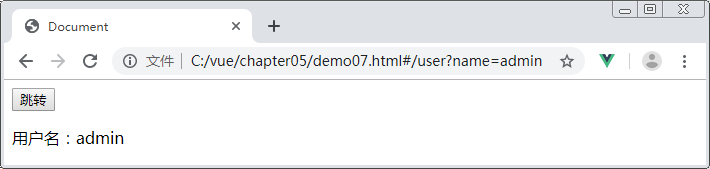 Document
文件 C:/vue/chapter05/demo07.html#/user?name=admin
跳转
用户名：admin